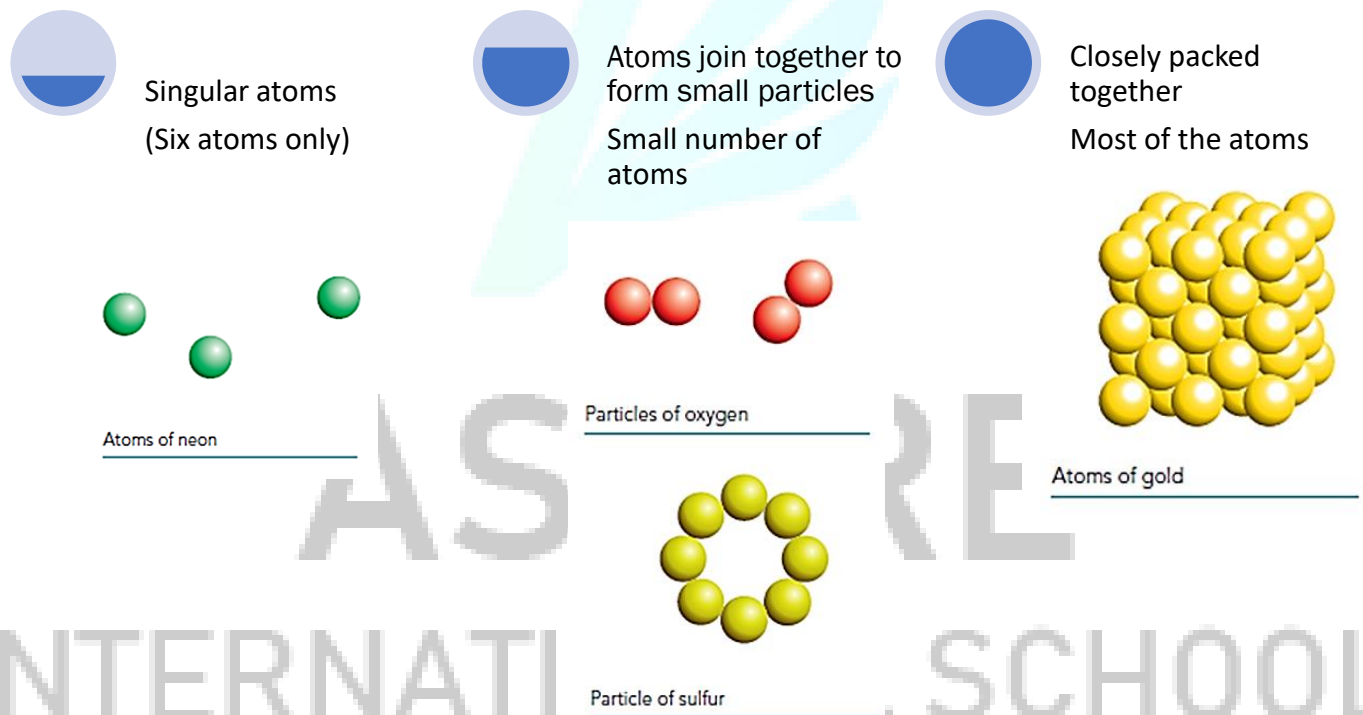 Singular atoms
(Six atoms only)
Atoms of neon
Atoms join together to
form small particles
Small number of
atoms
Particles of oxygen
Particle of sulfur
Closely packed
together
Most of the atoms
Atoms of gold
SCHOOL